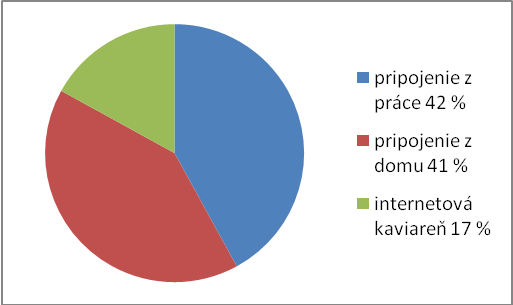 pripojenie z
práce 42 %
pripojenie z
domu 41 %
internetová
kaviareň 17 %